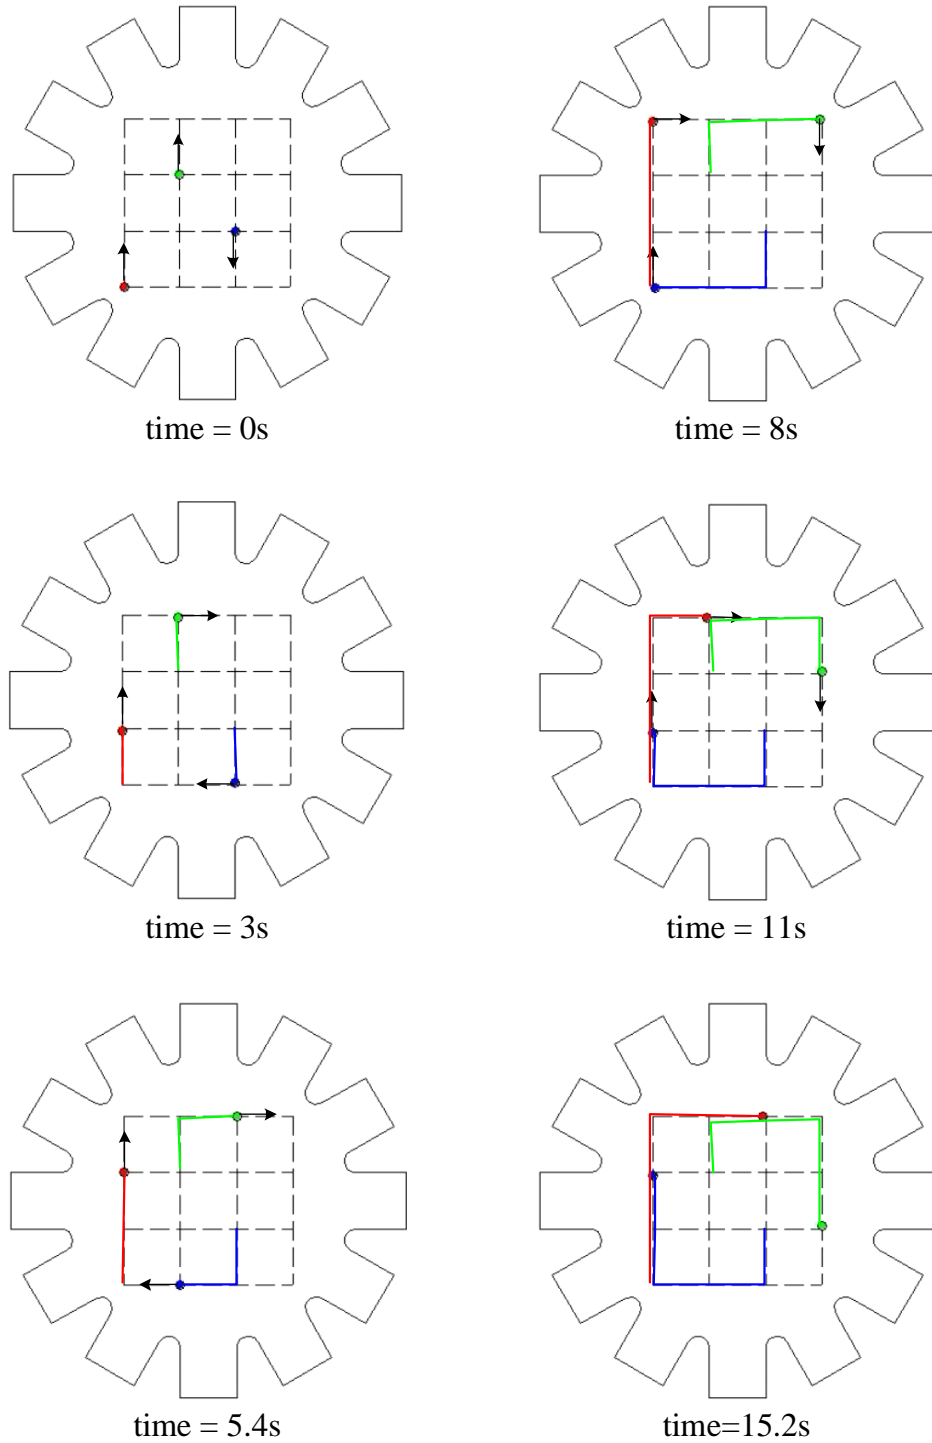 time = 0s
time = 8s
time = 3s
time = 11s
time = 5.4s
time=15.2s